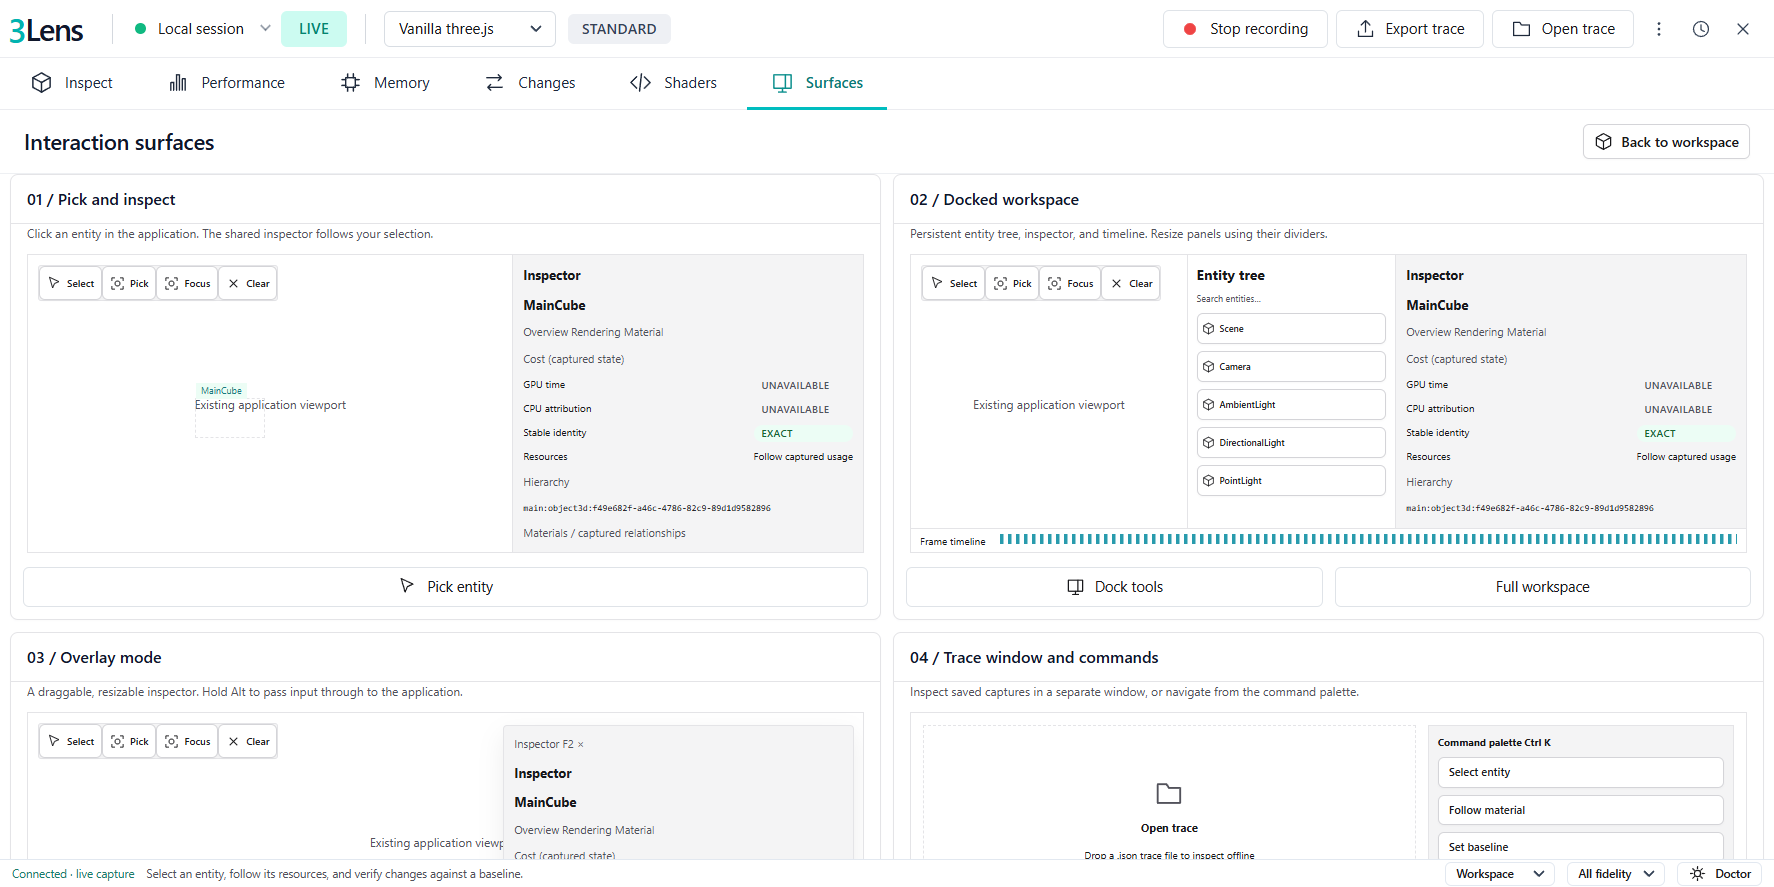 3Lens
Local session
LIVE
Vanilla three.js
STANDARD
Stop recording
Export trace
Open trace
Inspect
Performance
Memory
Changes
Shaders
Surfaces
Interaction surfaces
Back to workspace
01 / Pick and inspect
Click an entity in the application. The shared inspector follows your selection.
Select
Pick
Focus
Clear
MainCube
Existing application viewport
Inspector
MainCube
Overview Rendering Material
Cost (captured state)
GPU time UNAVAILABLE
CPU attribution UNAVAILABLE
Stable identity EXACT
Resources Follow captured usage
Hierarchy
main:object3d:f49e682f-a46c-4786-82c9-89d1d9582896
Materials / captured relationships
Pick entity
02 / Docked workspace
Persistent entity tree, inspector, and timeline. Resize panels using their dividers.
Select
Pick
Focus
Clear
Existing application viewport
Entity tree
Search entities...
Scene
Camera
AmbientLight
DirectionalLight
PointLight
Inspector
MainCube
Overview Rendering Material
Cost (captured state)
GPU time UNAVAILABLE
CPU attribution UNAVAILABLE
Stable identity EXACT
Resources Follow captured usage
Hierarchy
main:object3d:f49e682f-a46c-4786-82c9-89d1d9582896
Frame timeline
Dock tools
Full workspace
03 / Overlay mode
A draggable, resizable inspector. Hold Alt to pass input through to the application.
Select
Pick
Focus
Clear
Existing application viewp
Inspector F2 ×
Inspector
MainCube
Overview Rendering Material
Cost (captured state)
04 / Trace window and commands
Inspect saved captures in a separate window, or navigate from the command palette.
Open trace
Drop a .json trace file to inspect offline
Command palette Ctrl K
Select entity
Follow material
Set baseline
Connected · live capture
Select an entity, follow its resources, and verify changes against a baseline.
Workspace
All fidelity
Doctor